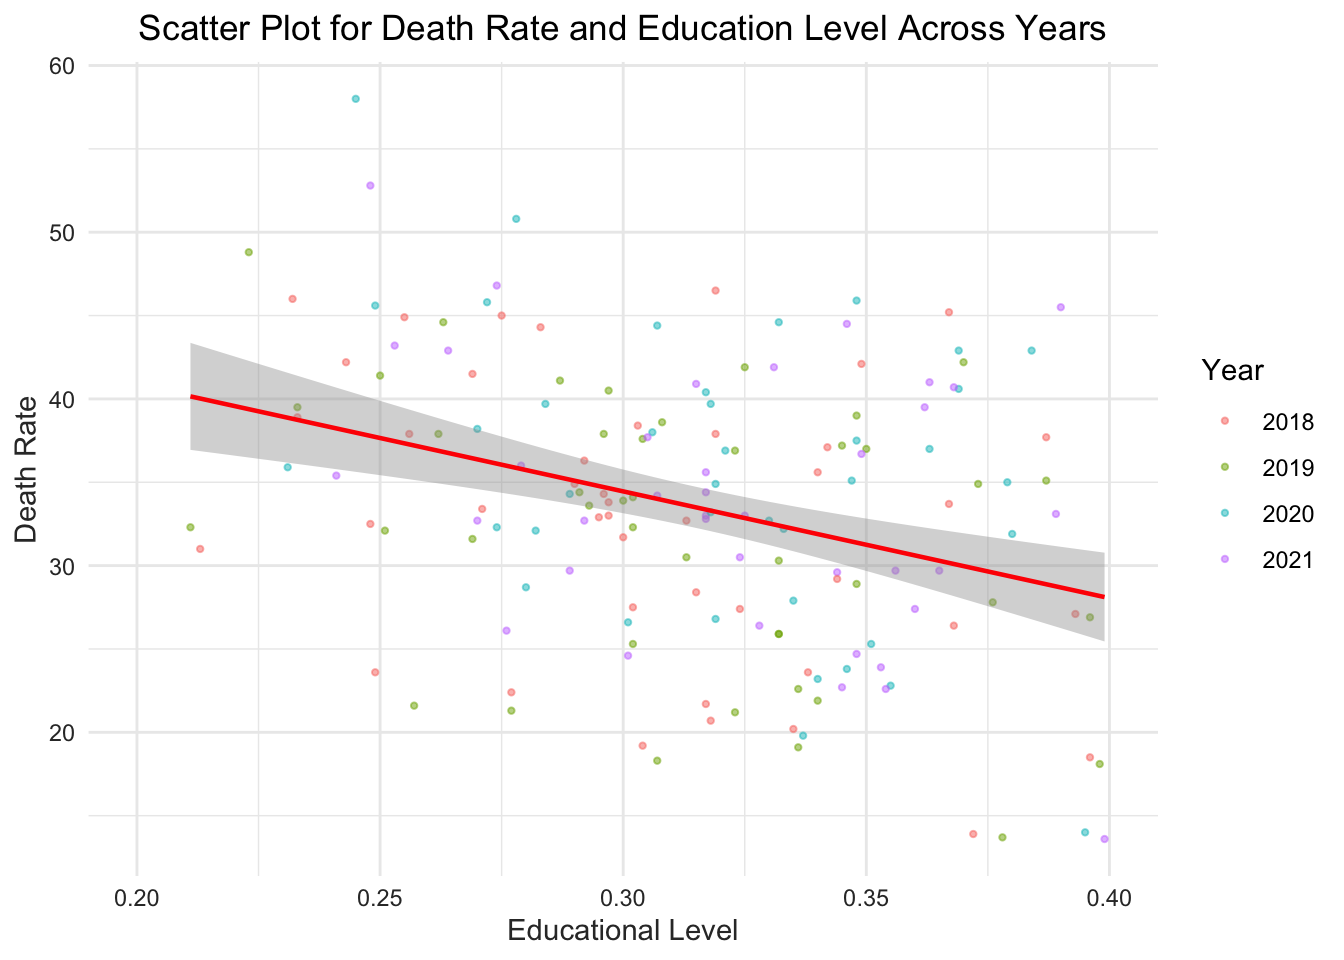 Scatter Plot for Death Rate and Education Level Across Years
60
50
40
30
20
Death Rate
0.20 0.25 0.30 0.35 0.40
Educational Level
Year
2018
2019
2020
2021